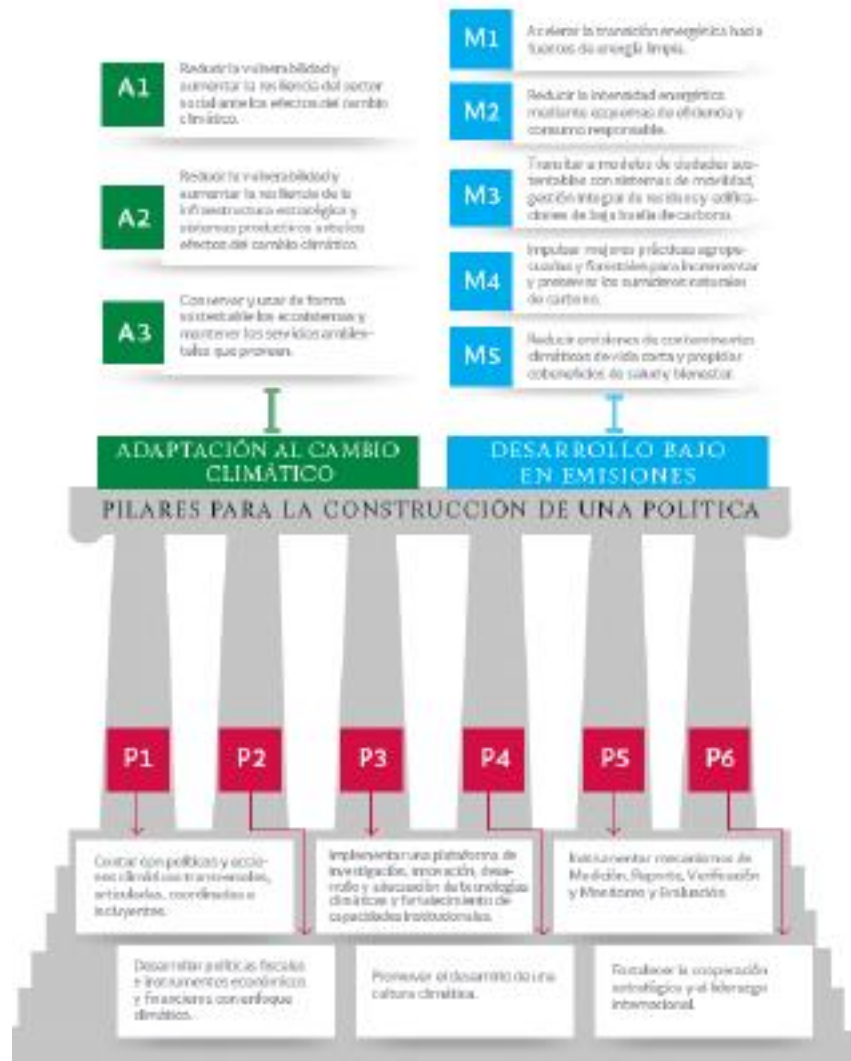 A1
Reducir la vulnerabilidad y
aumentar la resiliencia del sector
social ante los efectos del cambio
climático.
A2
Reducir la vulnerabilidad y
aumentar la resiliencia de la
infraestructura estratégica y
sistemas productivos ante los
efectos del cambio climático.
A3
Conservar y usar de forma
sustentable los ecosistemas y
mantener los servicios ambien-
tales que proveen.
M1
Acelerar la transición energética hacia
fuentes de energía limpia.
M2
Reducir la intensidad energética
mediante esquemas de eficiencia y
consumo responsable.
M3
Transitar a modelos de ciudades sus-
tentables con sistemas de movilidad,
gestión integral de residuos y edifica-
ciones de baja huella de carbono.
M4
Impulsar mejores prácticas agrope-
cuarias y forestales para incrementar
y preservar los sumideros naturales
de carbono.
M5
Reducir emisiones de contaminantes
climáticos de vida corta y propiciar
cobeneficios de salud y bienestar.
ADAPTACIÓN AL CAMBIO
CLIMÁTICO
DESARROLLO BAJO
EN EMISIONES
PILARES PARA LA CONSTRUCCIÓN DE UNA POLÍTICA
P1
P2
P3
P4
P5
P6
Contar con políticas y accio-
nes climáticas transversales,
articuladas, coordinadas e
incluyentes.
Implementar una plataforma de
investigación, innovación, desa-
rrollo y adecuación de tecnologías
climáticas y fortalecimiento de
capacidades institucionales.
Instrumentar mecanismos de
Medición, Reporte, Verificación
y Monitoreo y Evaluación.
Desarrollar políticas fiscales
e instrumentos económicos
y financieros con enfoque
climático.
Promover el desarrollo de una
cultura climática.
Fortalecer la cooperación
estratégica y el liderazgo
internacional.